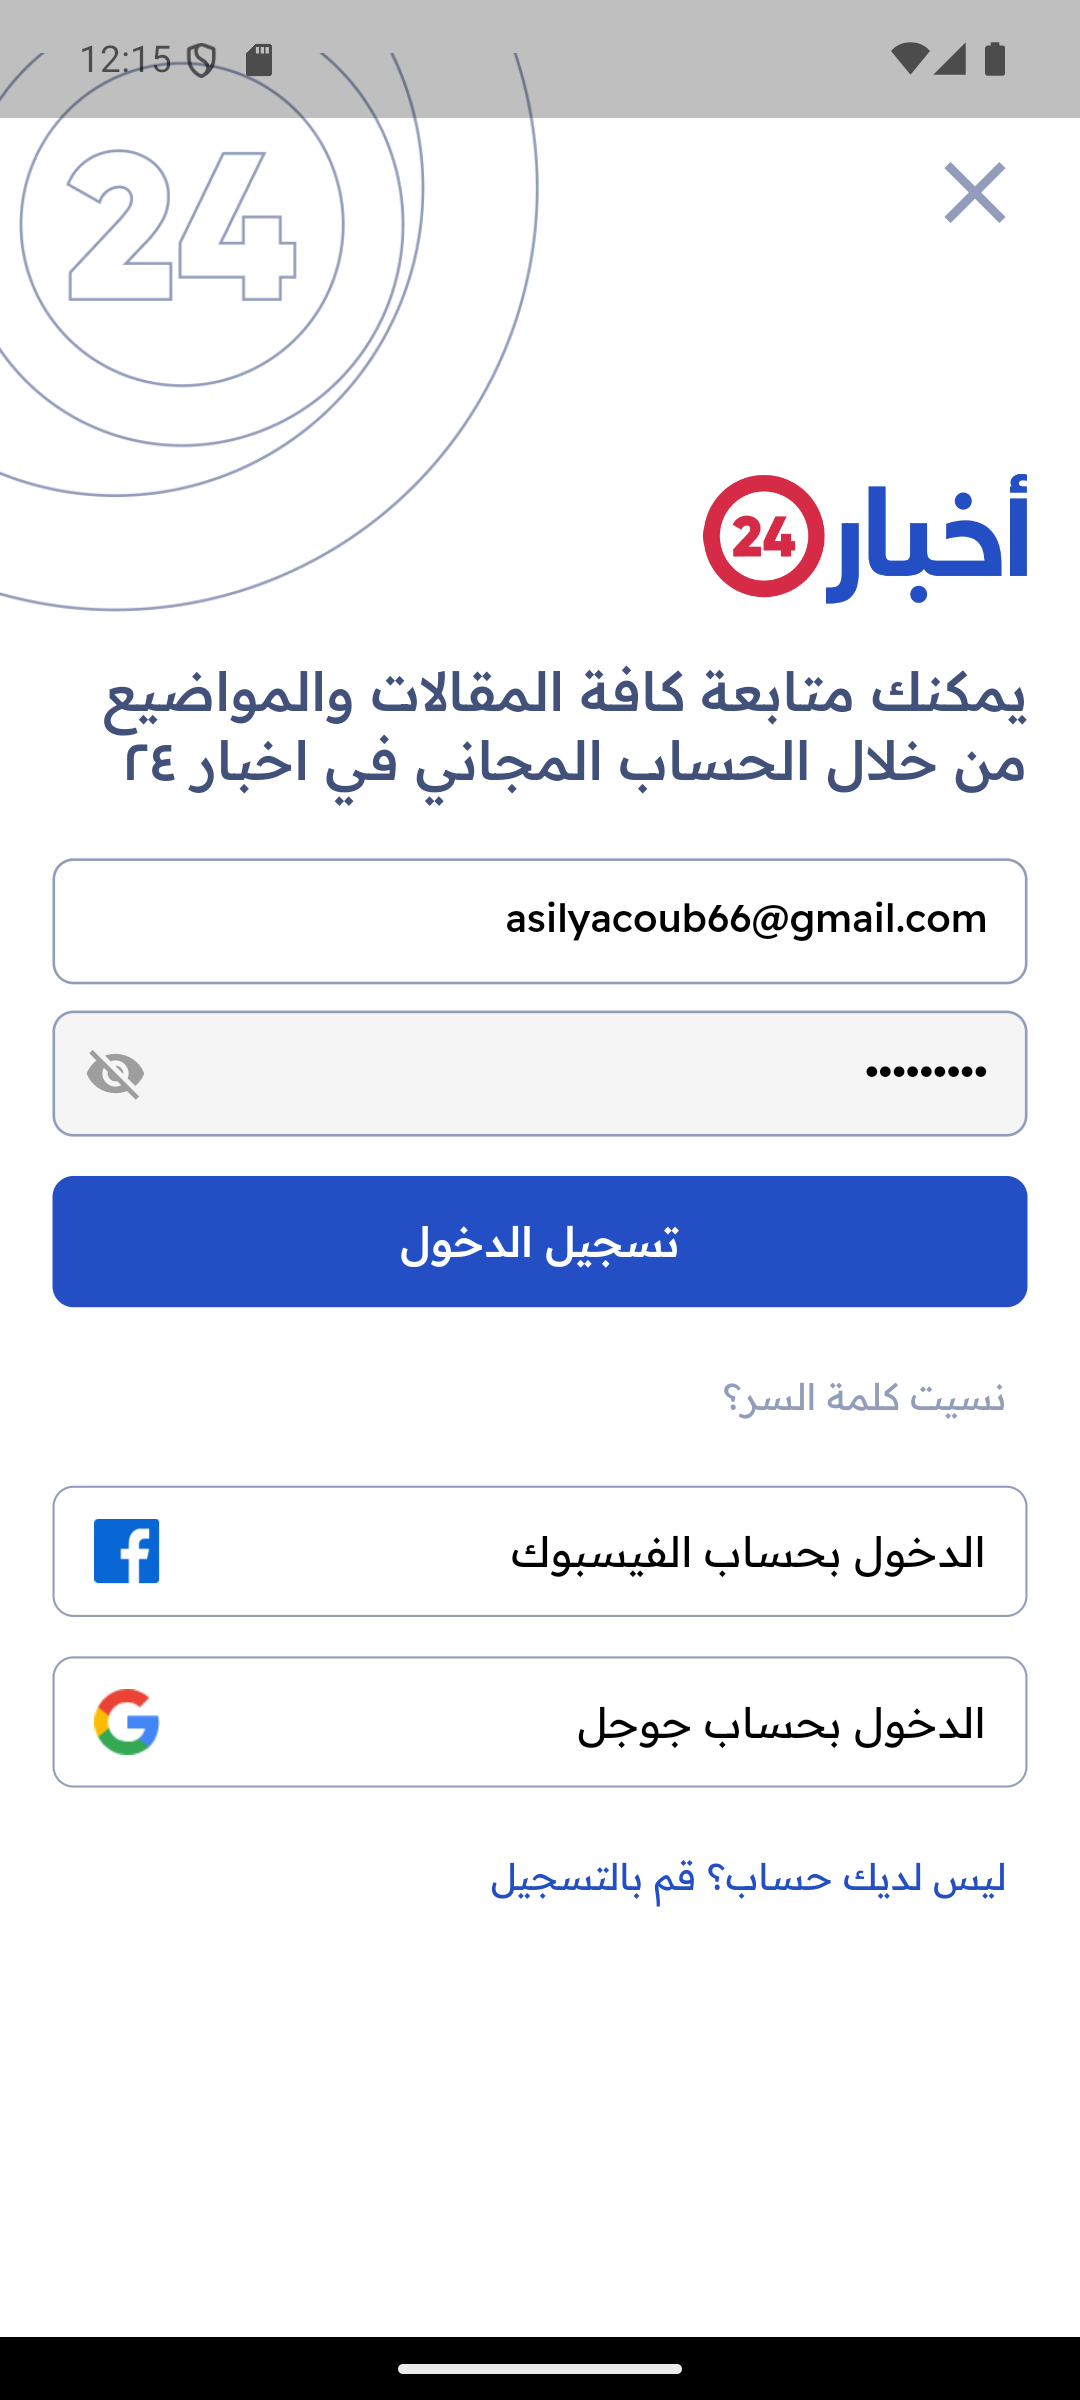 12:15
24
أخبار 24
يمكنك متابعة كافة المقالات والمواضيع
من خلال الحساب المجاني في اخبار ٢٤
asilyacoub66@gmail.com
•••••••••
تسجيل الدخول
نسيت كلمة السر؟
الدخول بحساب الفيسبوك
الدخول بحساب جوجل
ليس لديك حساب؟ قم بالتسجيل